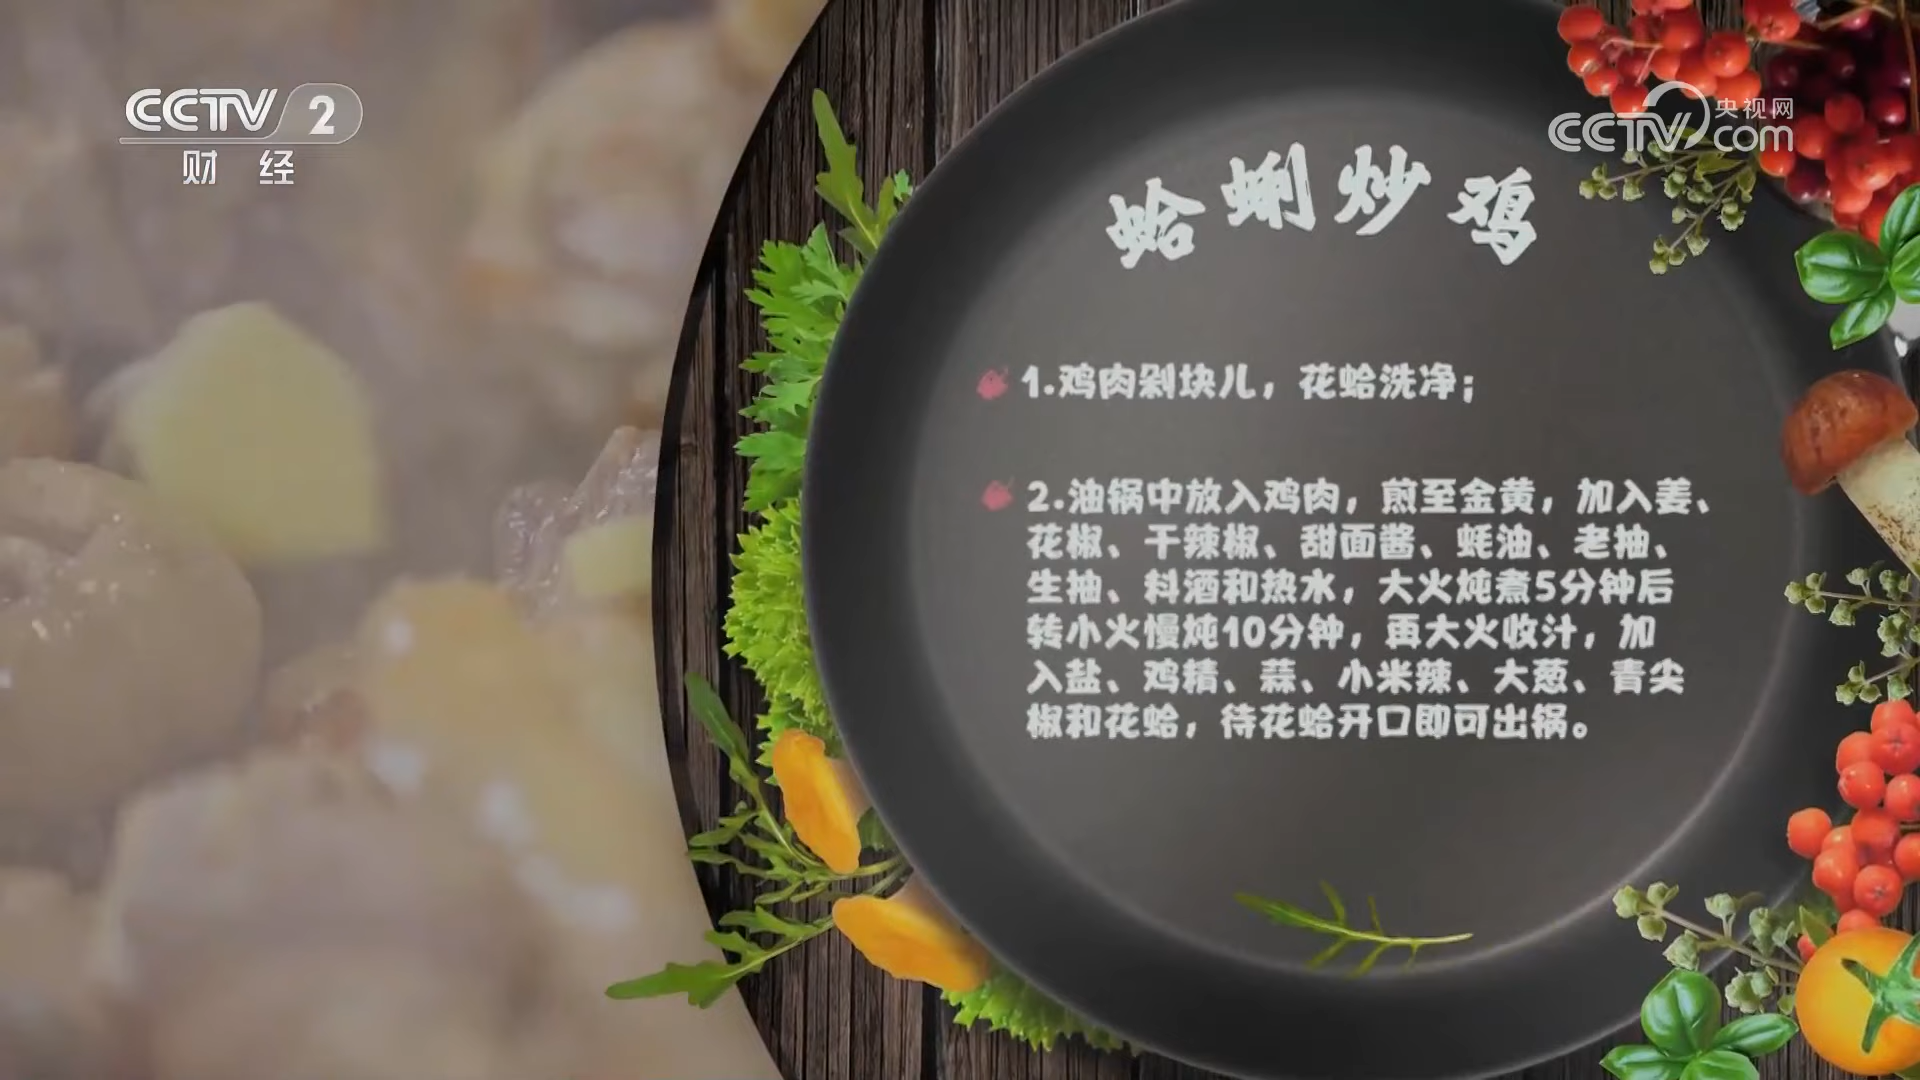 CCTV 2
财经
央视网
CCTV.com
蛤蜊炒鸡
1.鸡肉剁块儿，花蛤洗净；
2.油锅中放入鸡肉，煎至金黄，加入姜、
花椒、干辣椒、甜面酱、蚝油、老抽、
生抽、料酒和热水，大火炖煮5分钟后
转小火慢炖10分钟，再大火收汁，加
入盐、鸡精、蒜、小米辣、大葱、青尖
椒和花蛤，待花蛤开口即可出锅。